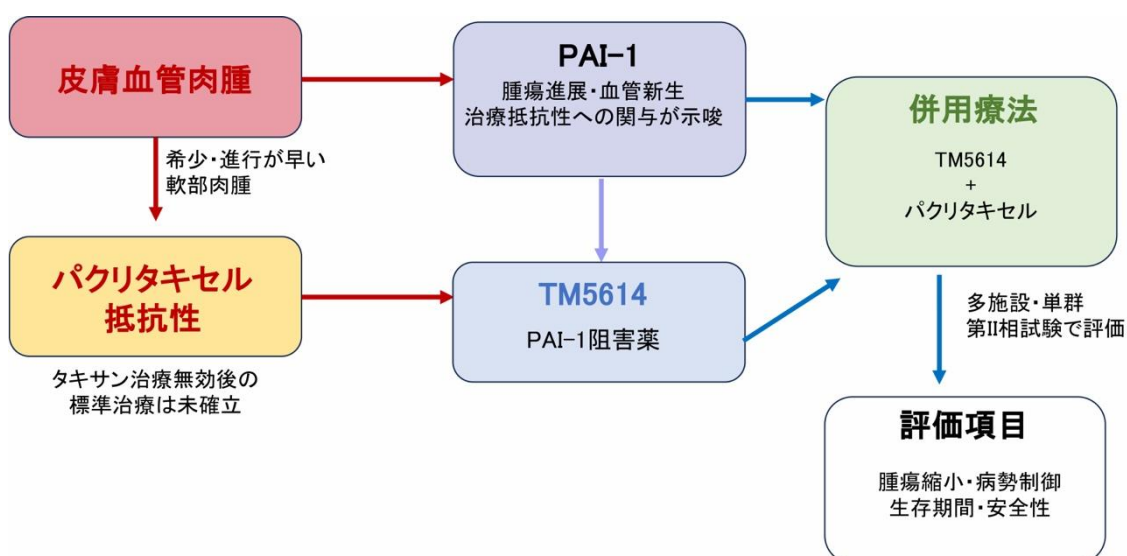 皮膚血管肉腫
希少・進行が早い
軟部肉腫
パクリタキセル
抵抗性
タキサン治療無効後の
標準治療は未確立
PAI-1
腫瘍進展・血管新生
治療抵抗性への関与が示唆
TM5614
PAI-1阻害薬
併用療法
TM5614
+
パクリタキセル
多施設・単群
第II相試験で評価
評価項目
腫瘍縮小・病勢制御
生存期間・安全性